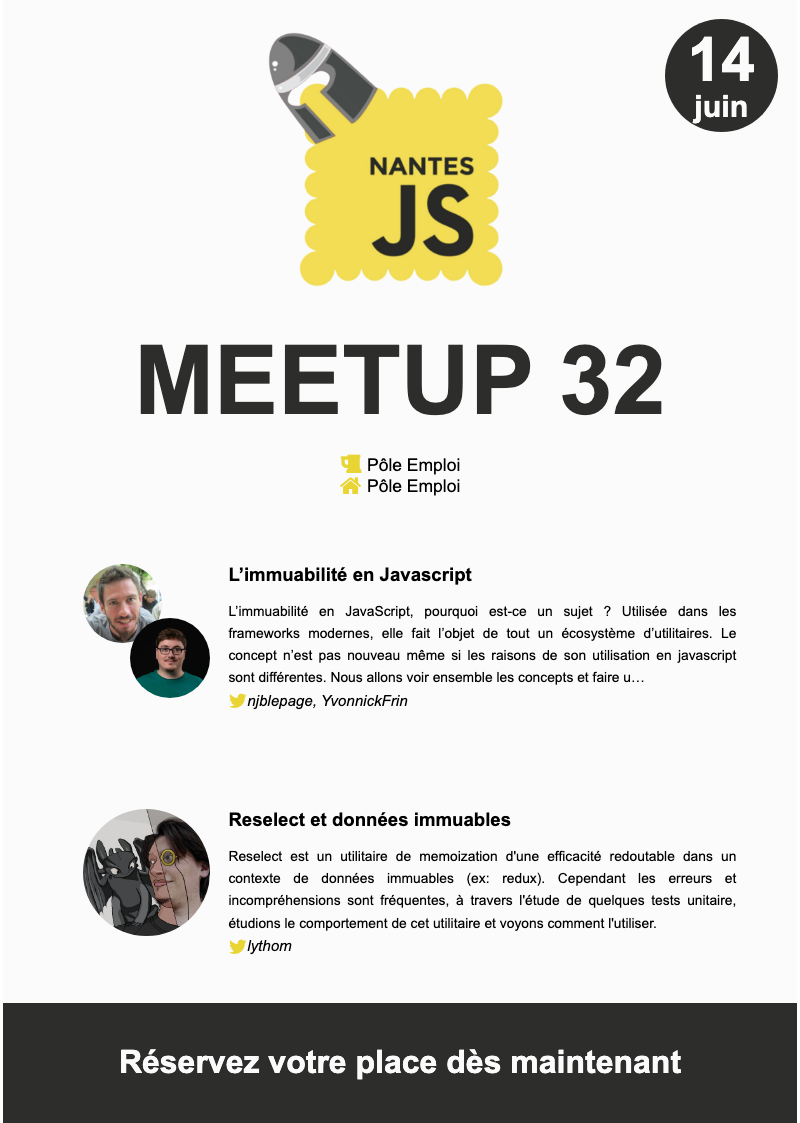 14
juin
NANTES
JS
MEETUP 32
Pôle Emploi
Pôle Emploi
L’immuabilité en Javascript
L’immuabilité en JavaScript, pourquoi est-ce un sujet ? Utilisée dans les
frameworks modernes, elle fait l’objet de tout un écosystème d’utilitaires. Le
concept n’est pas nouveau même si les raisons de son utilisation en javascript
sont différentes. Nous allons voir ensemble les concepts et faire u…
njblepage, YvonnickFrin
Reselect et données immuables
Reselect est un utilitaire de memoization d'une efficacité redoutable dans un
contexte de données immuables (ex: redux). Cependant les erreurs et
incompréhensions sont fréquentes, à travers l'étude de quelques tests unitaire,
étudions le comportement de cet utilitaire et voyons comment l'utiliser.
lythom
Réservez votre place dès maintenant